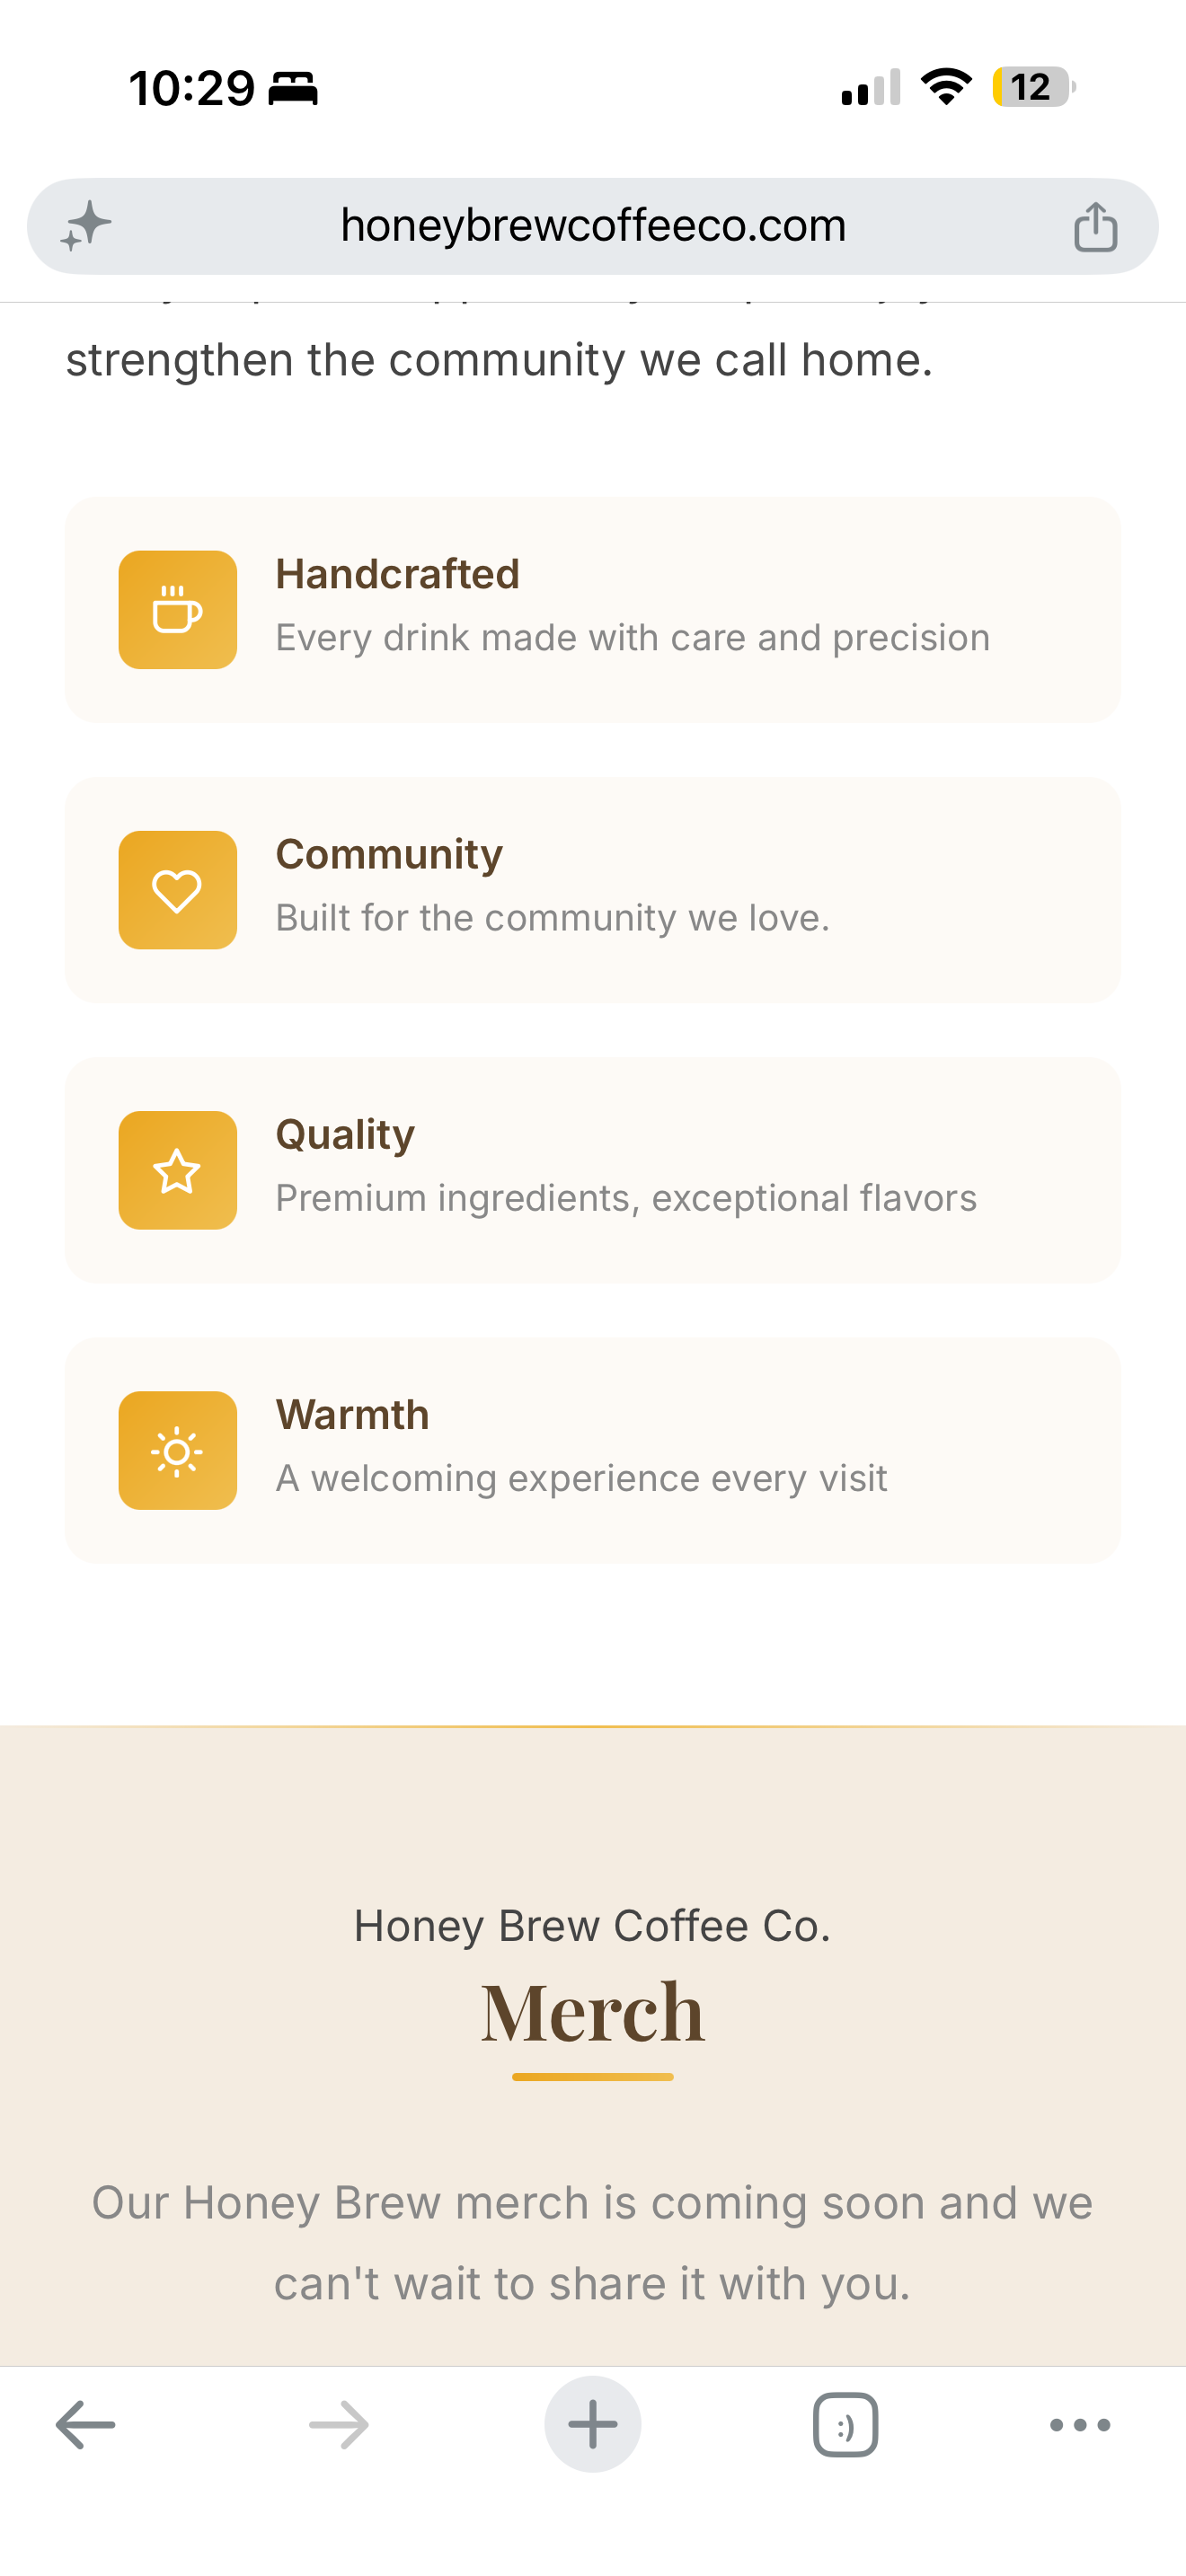 10:29
12
honeybrewcoffeeco.com
strengthen the community we call home.
Handcrafted
Every drink made with care and precision
Community
Built for the community we love.
Quality
Premium ingredients, exceptional flavors
Warmth
A welcoming experience every visit
Honey Brew Coffee Co.
Merch
Our Honey Brew merch is coming soon and we
can't wait to share it with you.
:)